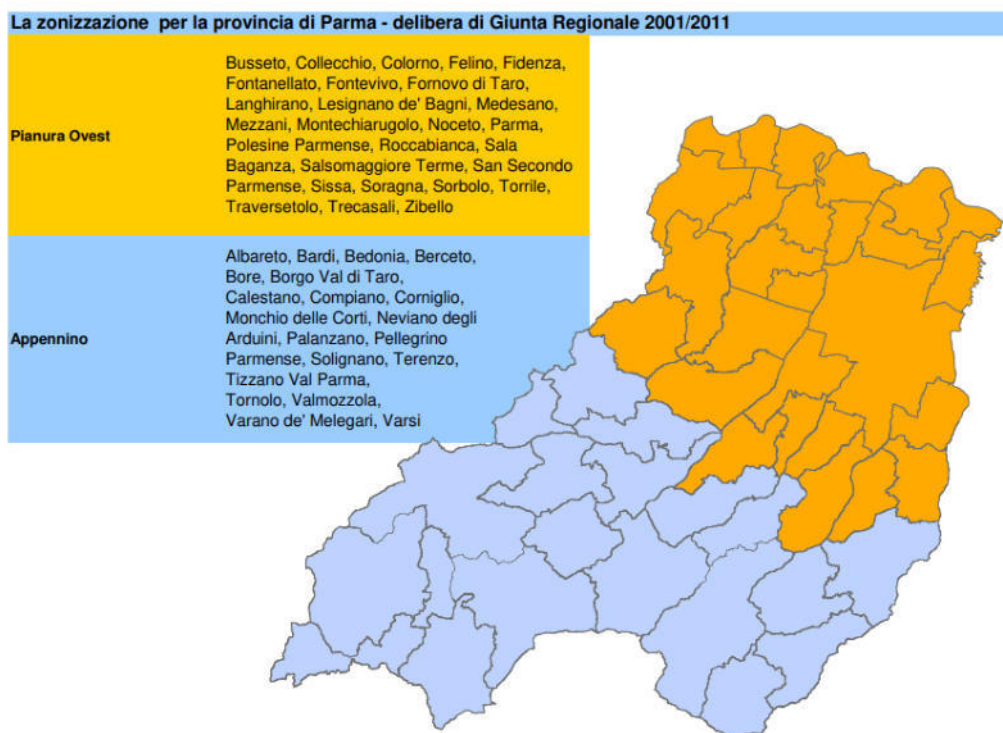 La zonizzazione per la provincia di Parma - delibera di Giunta Regionale 2001/2011
Pianura Ovest
Busseto, Collecchio, Colorno, Felino, Fidenza,
Fontanellato, Fontevivo, Fornovo di Taro,
Langhirano, Lesignano de' Bagni, Medesano,
Mezzani, Montechiarugolo, Noceto, Parma,
Polesine Parmense, Roccabianca, Sala
Baganza, Salsomaggiore Terme, San Secondo
Parmense, Sissa, Soragna, Sorbolo, Torrile,
Traversetolo, Trecasali, Zibello
Appennino
Albareto, Bardi, Bedonia, Berceto,
Bore, Borgo Val di Taro,
Calestano, Compiano, Corniglio,
Monchio delle Corti, Neviano degli
Arduini, Palanzano, Pellegrino
Parmense, Solignano, Terenzo,
Tizzano Val Parma,
Tornolo, Valmozzola,
Varano de' Melegari, Varsi